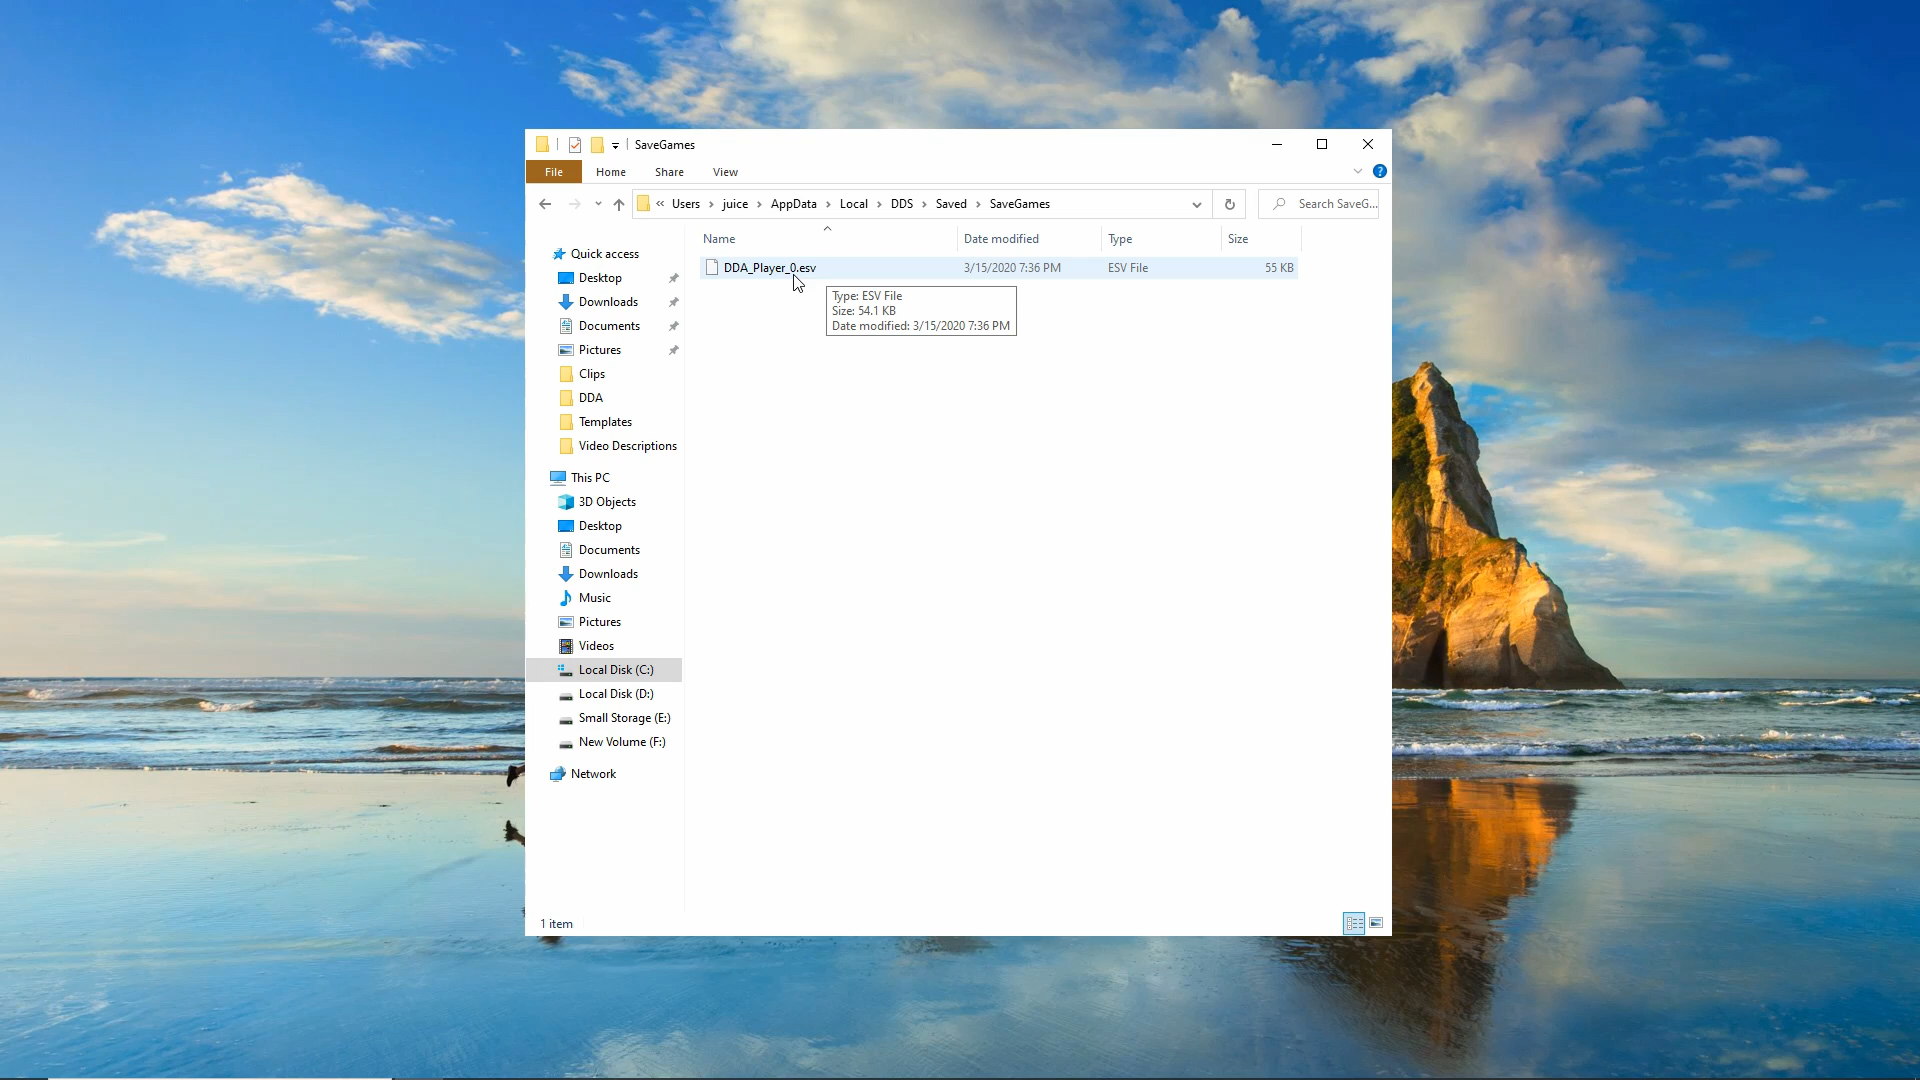 SaveGames
File Home Share View
« Users > juice > AppData > Local > DDS > Saved > SaveGames
Search SaveG...
Name Date modified Type Size
DDA_Player_0.esv 3/15/2020 7:36 PM ESV File 55 KB
Type: ESV File
Size: 54.1 KB
Date modified: 3/15/2020 7:36 PM
Quick access
Desktop
Downloads
Documents
Pictures
Clips
DDA
Templates
Video Descriptions
This PC
3D Objects
Desktop
Documents
Downloads
Music
Pictures
Videos
Local Disk (C:)
Local Disk (D:)
Small Storage (E:)
New Volume (F:)
Network
1 item